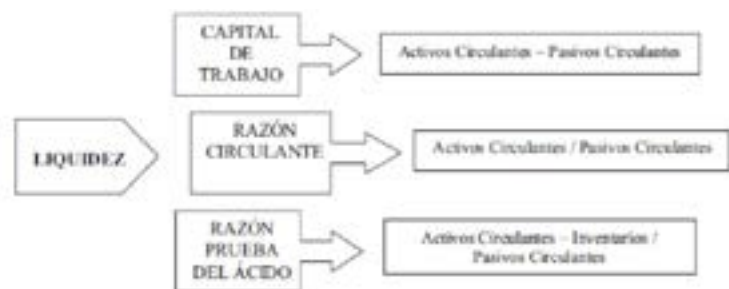 CAPITAL
DE
TRABAJO
Activos Circulantes – Pasivos Circulantes
LIQUIDEZ
RAZÓN
CIRCULANTE
Activos Circulantes / Pasivos Circulantes
RAZÓN
PRUEBA
DEL ÁCIDO
Activos Circulantes – Inventarios /
Pasivos Circulantes